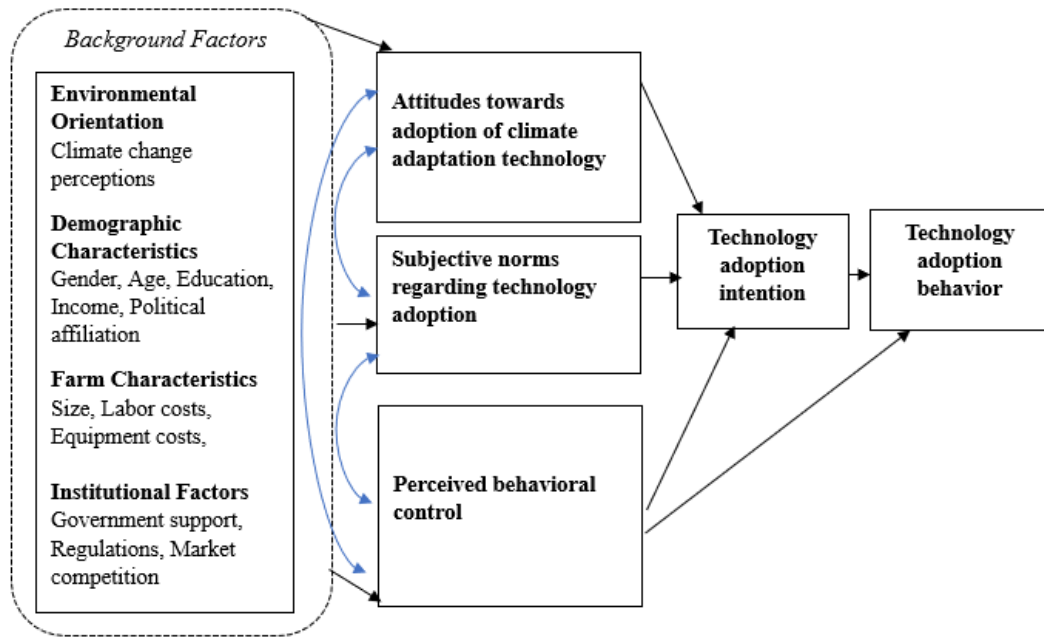 Background Factors
Environmental
Orientation
Climate change
perceptions
Demographic
Characteristics
Gender, Age, Education,
Income, Political
affiliation
Farm Characteristics
Size, Labor costs,
Equipment costs,
Institutional Factors
Government support,
Regulations, Market
competition
Attitudes towards
adoption of climate
adaptation technology
Subjective norms
regarding technology
adoption
Perceived behavioral
control
Technology
adoption
intention
Technology
adoption
behavior